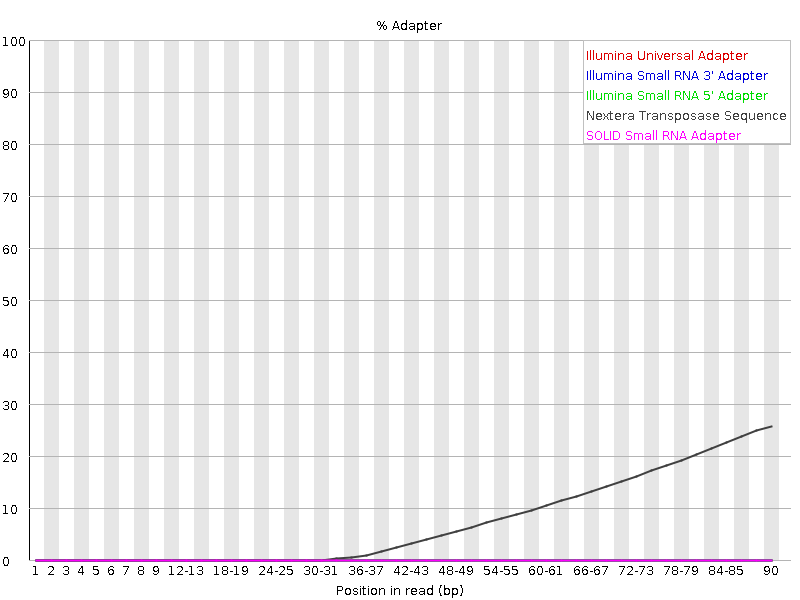 % Adapter
100
90
80
70
60
50
40
30
20
10
0
Illumina Universal Adapter
Illumina Small RNA 3' Adapter
Illumina Small RNA 5' Adapter
Nextera Transposase Sequence
SOLID Small RNA Adapter
1 2 3 4 5 6 7 8 9 12-13 18-19 24-25 30-31 36-37 42-43 48-49 54-55 60-61 66-67 72-73 78-79 84-85 90
Position in read (bp)